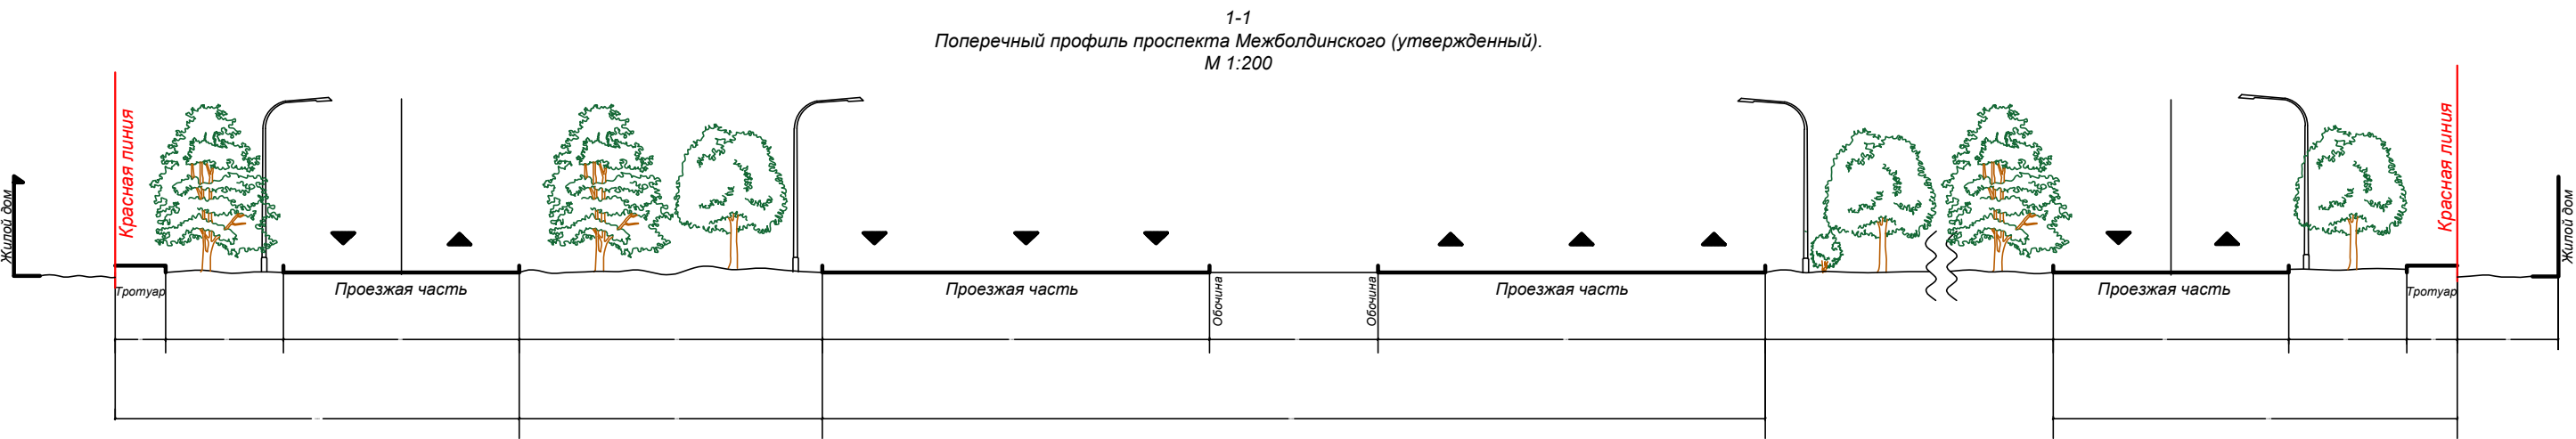 1-1
Поперечный профиль проспекта Межболдинского (утвержденный).
М 1:200
Жилой дом
Красная линия
Красная линия
Жилой дом
Тротуар
Проезжая часть
Проезжая часть
Обочина
Обочина
Проезжая часть
Проезжая часть
Тротуар